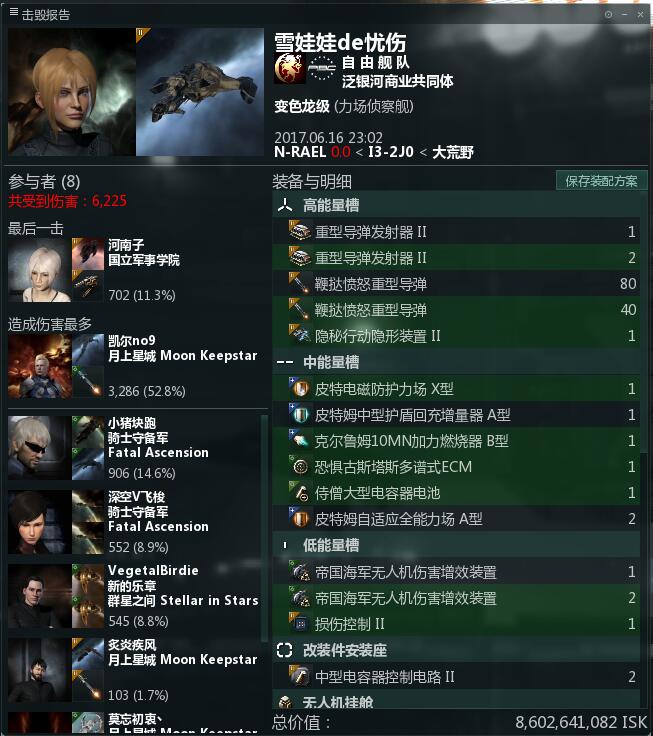 击毁报告
雪娃娃de忧伤
自由舰队
泛银河商业共同体
变色龙级 (力场侦察舰)
2017.06.16 23:02
N-RAEL 0.0 < I3-2J0 < 大荒野
参与者 (8)
共受到伤害：6,225
最后一击
河南子
国立军事学院
702 (11.3%)
造成伤害最多
凯尔no9
月上星城 Moon Keepstar
3,286 (52.8%)
小猪快跑
骑士守备军
Fatal Ascension
906 (14.6%)
深空V飞梭
骑士守备军
Fatal Ascension
552 (8.9%)
VegetalBirdie
新的乐章
群星之间 Stellar in Stars
545 (8.8%)
炙炎疾风
月上星城 Moon Keepstar
103 (1.7%)
莫忘初衷丶
月上星城 Moon Keepstar
装备与明细
保存装配方案
高能量槽
重型导弹发射器 II 1
重型导弹发射器 II 2
鞭挞愤怒重型导弹 80
鞭挞愤怒重型导弹 40
隐秘行动隐形装置 II 1
中能量槽
皮特电磁防护力场 X型 1
皮特姆中型护盾回充增量器 A型 1
克尔鲁姆10MN加力燃烧器 B型 1
恐惧古斯塔斯多谱式ECM 1
侍僧大型电容器电池 1
皮特姆自适应全能力场 A型 2
低能量槽
帝国海军无人机伤害增效装置 1
帝国海军无人机伤害增效装置 2
损伤控制 II 1
改装件安装座
中型电容器控制电路 II 2
无人机挂舱
总价值： 8,602,641,082 ISK